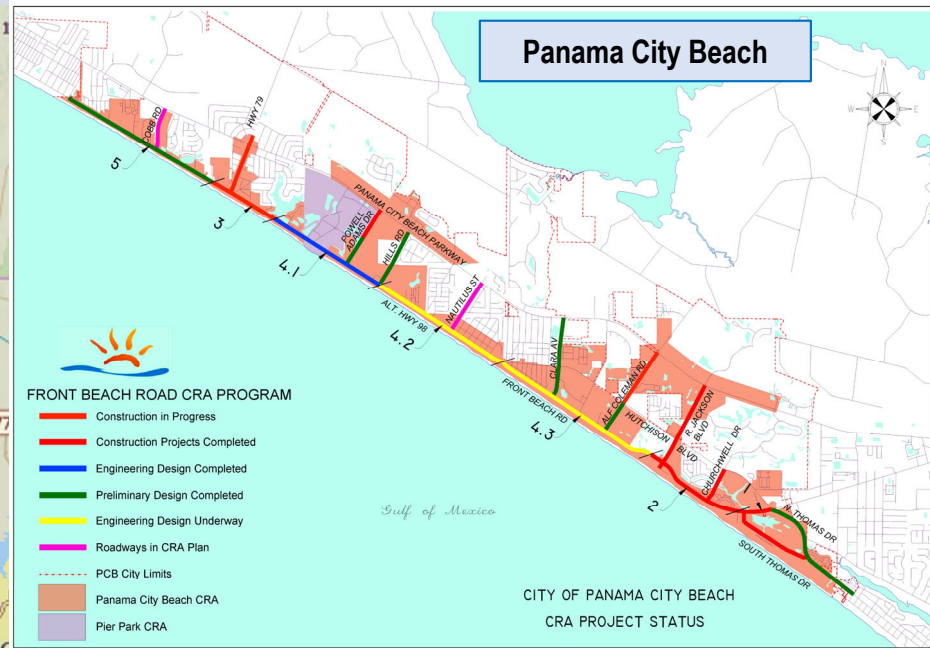 Panama City Beach
N
W
E
S
COBB RD
HWY 79
5
3
PANAMA CITY BEACH PARKWAY
POWELL
ADAMS DR
HILLS RD
4.1
NAUTILUS ST
ALT. HWY 98
4.2
CLARA AV
FRONT BEACH RD
ALF COLEMAN RD
4.3
HUTCHISON
BLVD
R. JACKSON
BLVD
CHURCHWELL DR
2
1
N. THOMAS DR
SOUTH THOMAS DR
Gulf of Mexico
FRONT BEACH ROAD CRA PROGRAM
Construction in Progress
Construction Projects Completed
Engineering Design Completed
Preliminary Design Completed
Engineering Design Underway
Roadways in CRA Plan
PCB City Limits
Panama City Beach CRA
Pier Park CRA
CITY OF PANAMA CITY BEACH
CRA PROJECT STATUS